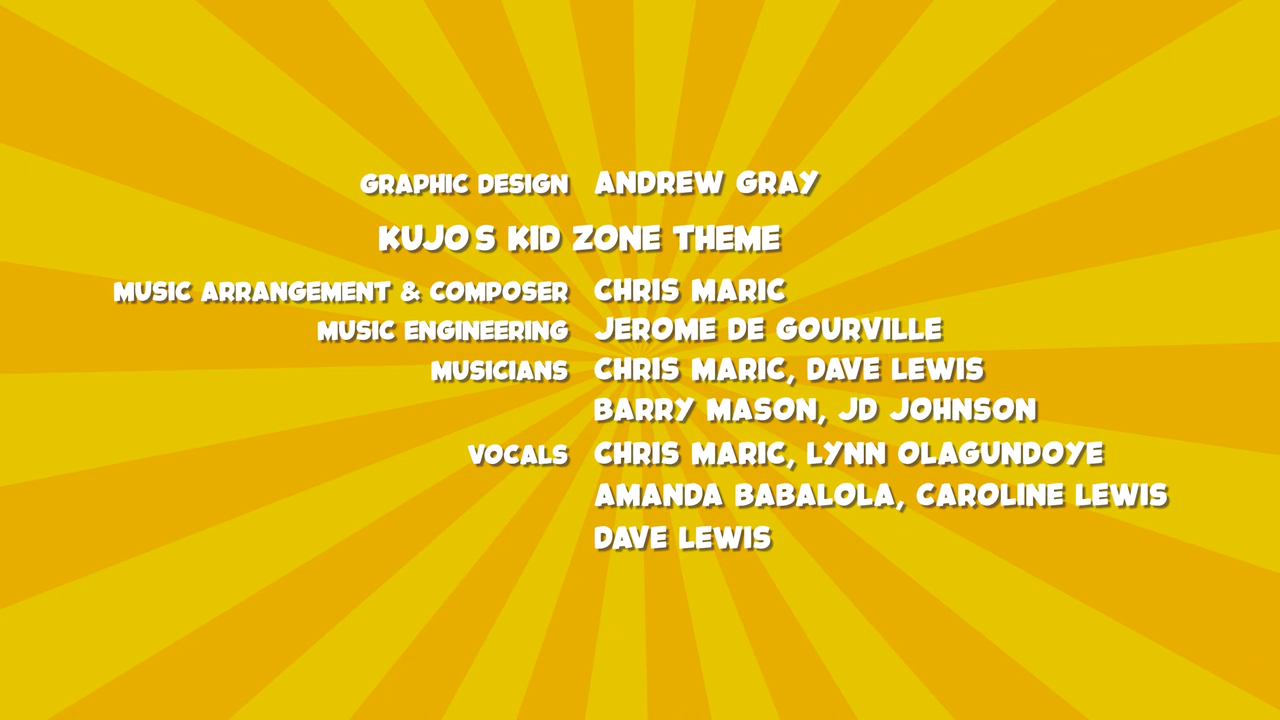 GRAPHIC DESIGN ANDREW GRAY
KUJO S KID ZONE THEME
MUSIC ARRANGEMENT & COMPOSER CHRIS MARIC
MUSIC ENGINEERING JEROME DE GOURVILLE
MUSICIANS CHRIS MARIC, DAVE LEWIS
BARRY MASON, JD JOHNSON
VOCALS CHRIS MARIC, LYNN OLAGUNDOYE
AMANDA BABALOLA, CAROLINE LEWIS
DAVE LEWIS